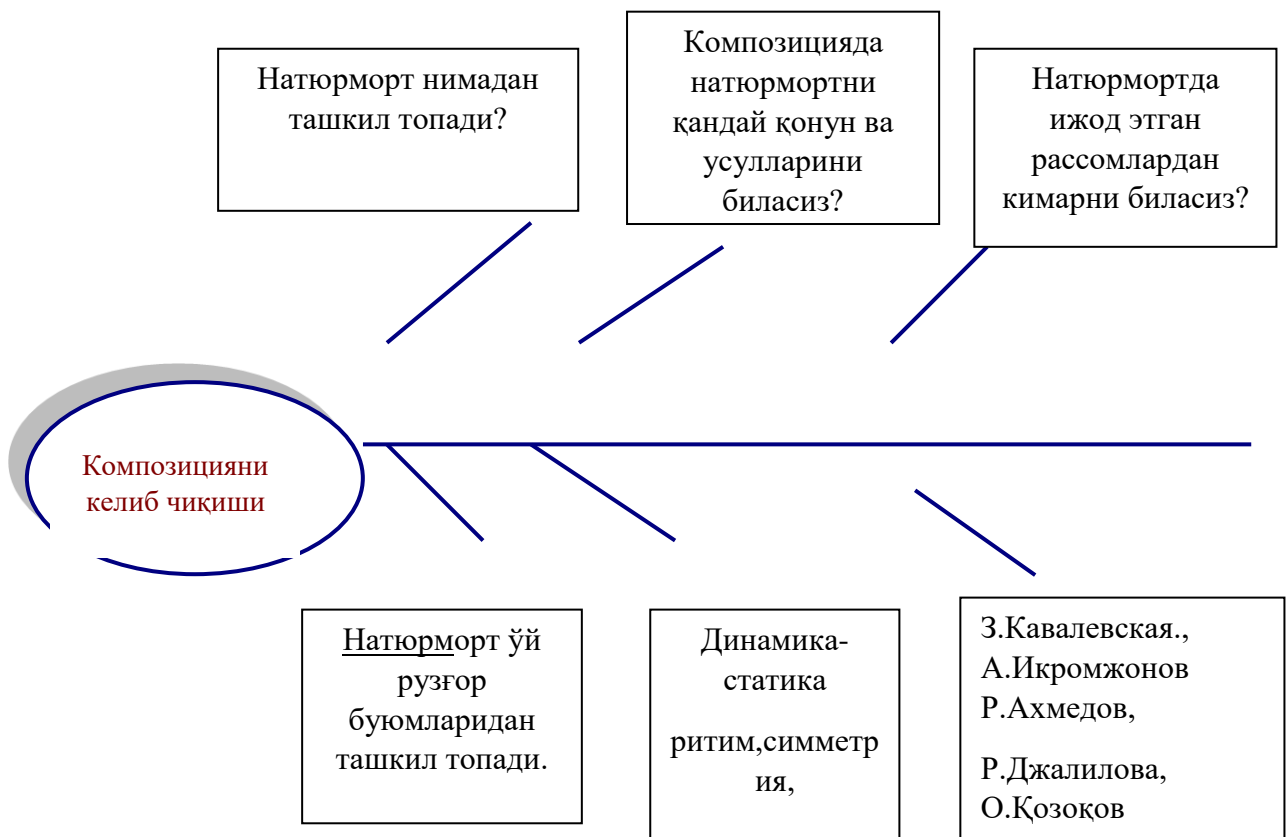 Натюрморт нимадан
ташкил топади?
Композицияда
натюрмортни
қандай қонун ва
усулларини
биласиз?
Натюрмортда
ижод этган
рассомлардан
кимарни биласиз?
Композицияни
келиб чиқиши
Натюрморт ўй
рузғор
буюмларидан
ташкил топади.
Динамика-
статика
ритим,симметр
ия,
З.Кавалевская.,
А.Икромжонов
Р.Ахмедов,
Р.Джалилова,
О.Қозоқов